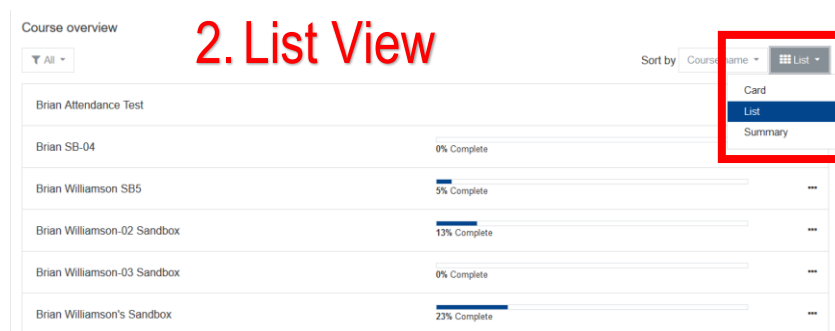 Course overview
2. List View
All
Sort by Course name List
Card
List
Summary
Brian Attendance Test
Brian SB-04
0% Complete
Brian Williamson SB5
5% Complete
Brian Williamson-02 Sandbox
13% Complete
Brian Williamson-03 Sandbox
0% Complete
Brian Williamson's Sandbox
23% Complete